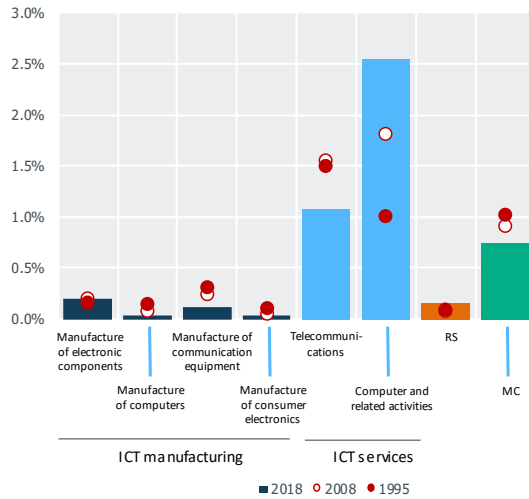 3.0%
2.5%
2.0%
1.5%
1.0%
0.5%
0.0%
Manufacture
of electronic
components
Manufacture
of computers
Manufacture of
communication
equipment
Manufacture
of consumer
electronics
Telecommuni-
cations
Computer and
related activities
RS
MC
ICT manufacturing
ICT services
2018 2008 1995